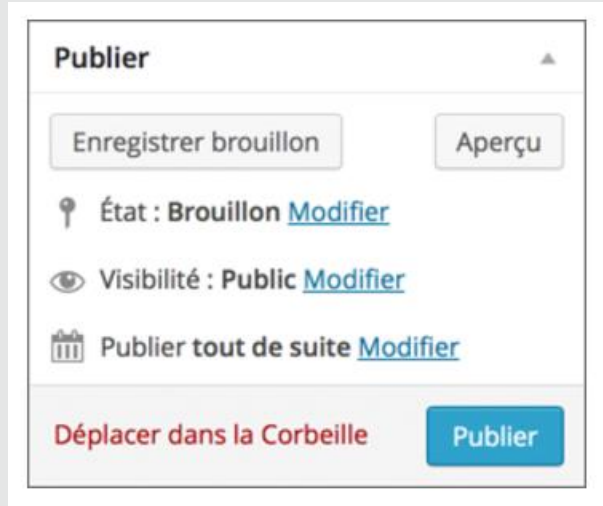 Publier
Enregistrer brouillon Aperçu
État : Brouillon Modifier
Visibilité : Public Modifier
Publier tout de suite Modifier
Déplacer dans la Corbeille Publier